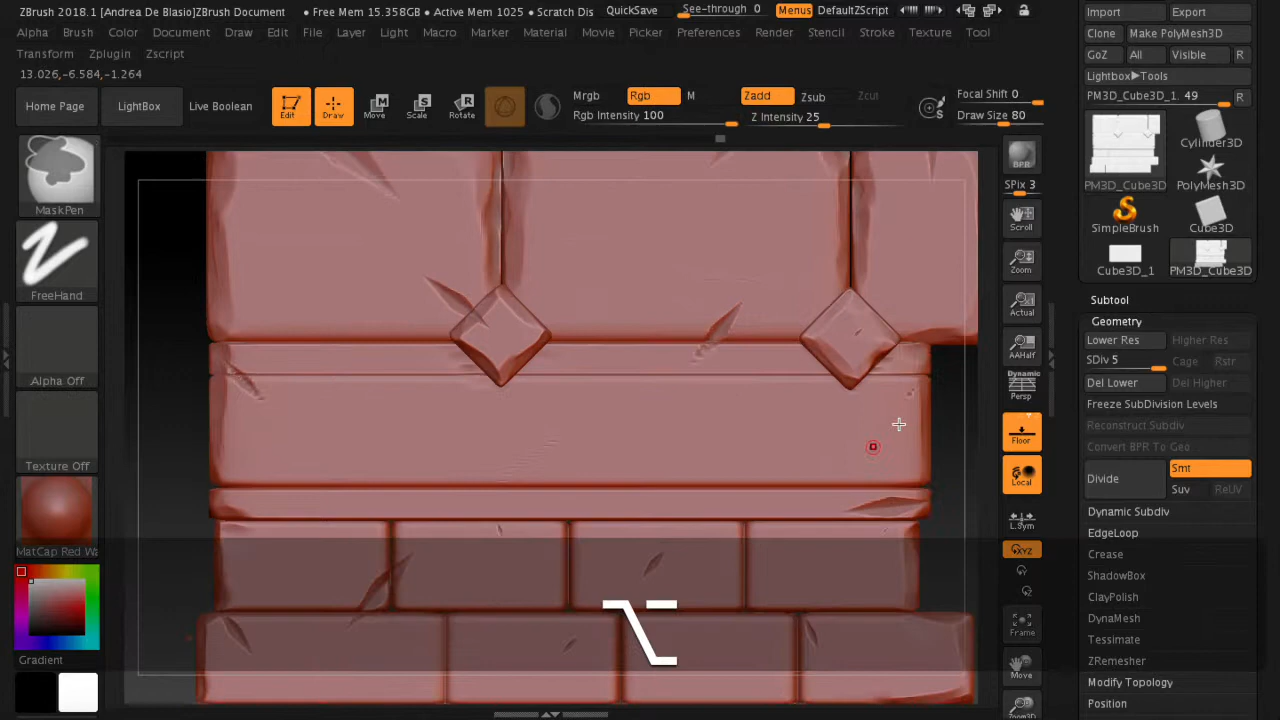 ZBrush 2018.1 [Andrea De Blasio]ZBrush Document • Free Mem 15.358GB • Active Mem 1025 • Scratch Dis QuickSave See-through 0 Menus DefaultZScript
Alpha Brush Color Document Draw Edit File Layer Light Macro Marker Material Movie Picker Preferences Render Stencil Stroke Texture Tool
Transform Zplugin Zscript
13.026,-6.584,-1.264
Home Page LightBox Live Boolean Edit Draw Move Scale Rotate
Mrgb Rgb M Zadd Zsub Zcut Focal Shift 0
Rgb Intensity 100 Z Intensity 25 Draw Size 80
MaskPen
FreeHand
Alpha Off
Texture Off
MatCap Red Wa
Gradient
BPR
SPix 3
Scroll
Zoom
Actual
AAHalf
Dynamic
Persp
Floor
Local
L.Sym
XYZ
Y
Z
Frame
Move
Zoom3D
Import Export
Clone Make PolyMesh3D
GoZ All Visible R
Lightbox▶Tools
PM3D_Cube3D_1. 49 R
PM3D_Cube3D Cylinder3D
PolyMesh3D
SimpleBrush Cube3D
Cube3D_1 PM3D_Cube3D
Subtool
Geometry
Lower Res Higher Res
SDiv 5 Cage Rstr
Del Lower Del Higher
Freeze SubDivision Levels
Reconstruct Subdiv
Convert BPR To Geo
Divide Smt
Suv ReUV
Dynamic Subdiv
EdgeLoop
Crease
ShadowBox
ClayPolish
DynaMesh
Tessimate
ZRemesher
Modify Topology
Position